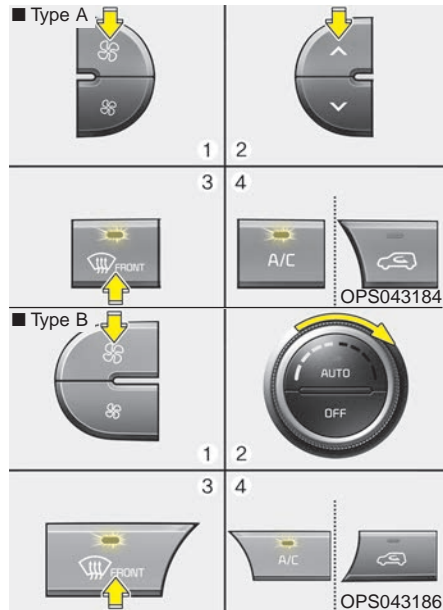 ■ Type A
1 2
3 4
FRONT A/C
OPS043184
■ Type B
AUTO
OFF
1 2
3 4
FRONT A/C
OPS043186